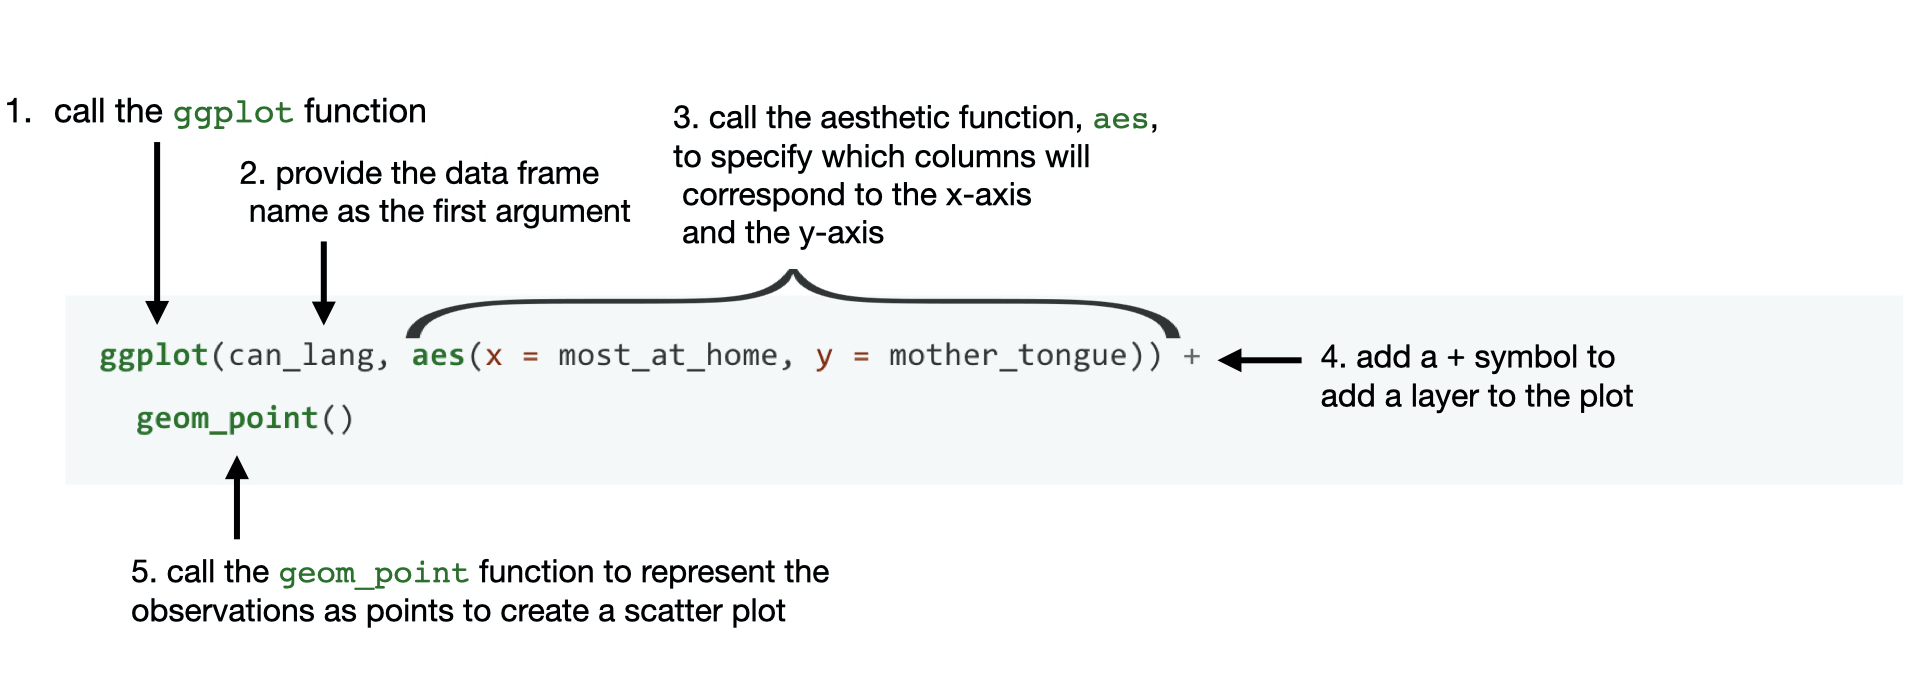 1. call the ggplot function
2. provide the data frame
name as the first argument
3. call the aesthetic function, aes,
to specify which columns will
correspond to the x-axis
and the y-axis
ggplot(can_lang, aes(x = most_at_home, y = mother_tongue)) +
4. add a + symbol to
add a layer to the plot
geom_point()
5. call the geom_point function to represent the
observations as points to create a scatter plot